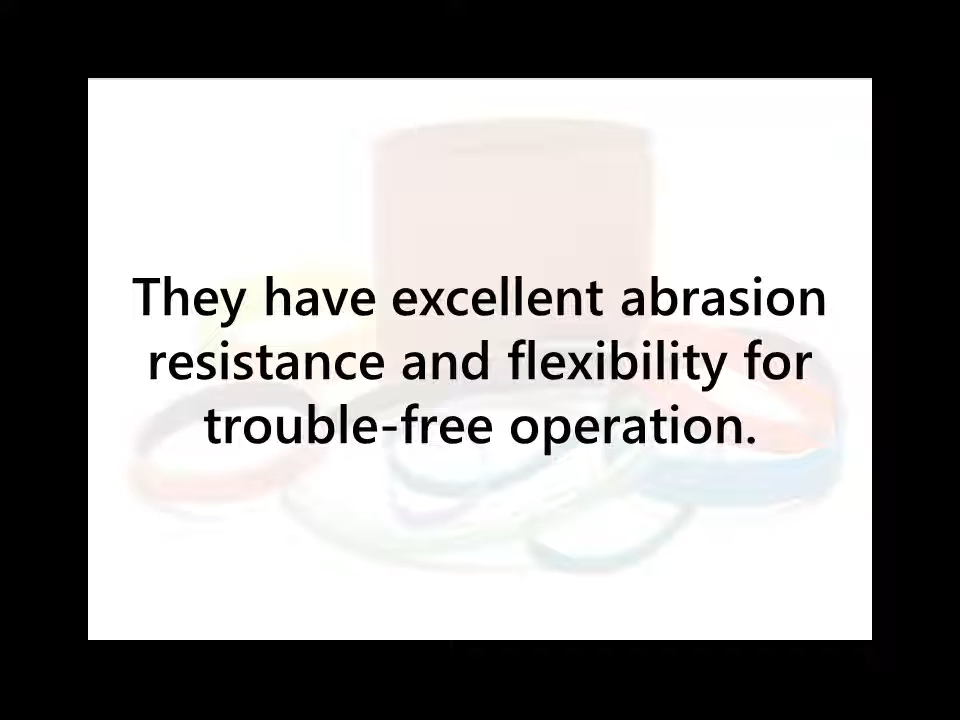 They have excellent abrasion
resistance and flexibility for
trouble-free operation.